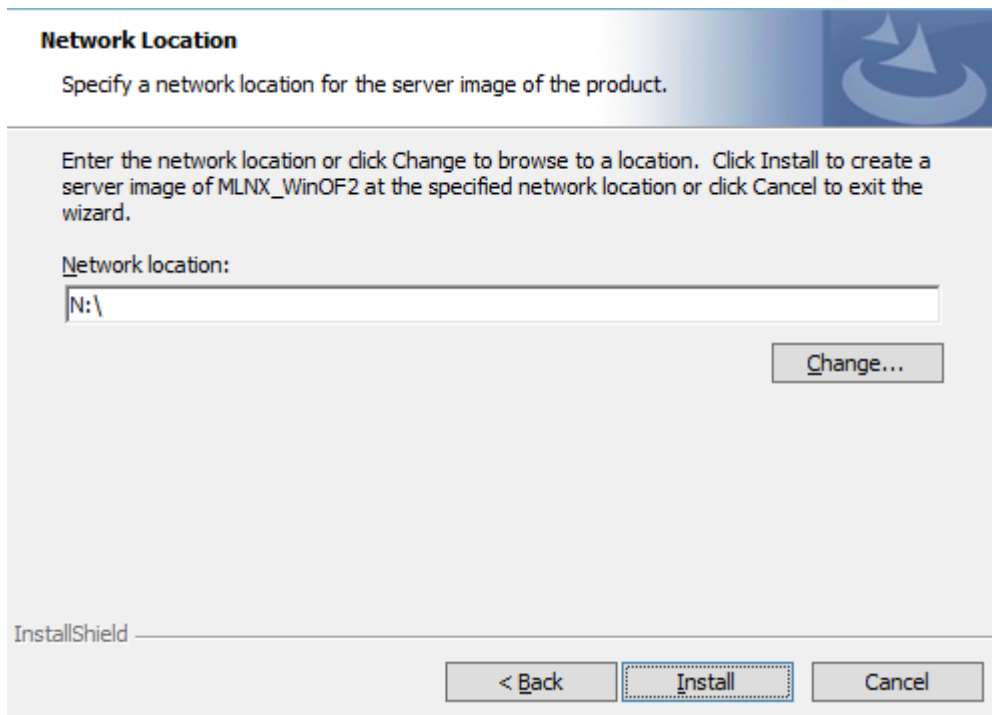 Network Location
Specify a network location for the server image of the product.
Enter the network location or click Change to browse to a location.  Click Install to create a
server image of MLNX_WinOF2 at the specified network location or click Cancel to exit the
wizard.
Network location:
N:\
Change...
InstallShield
< Back
Install
Cancel